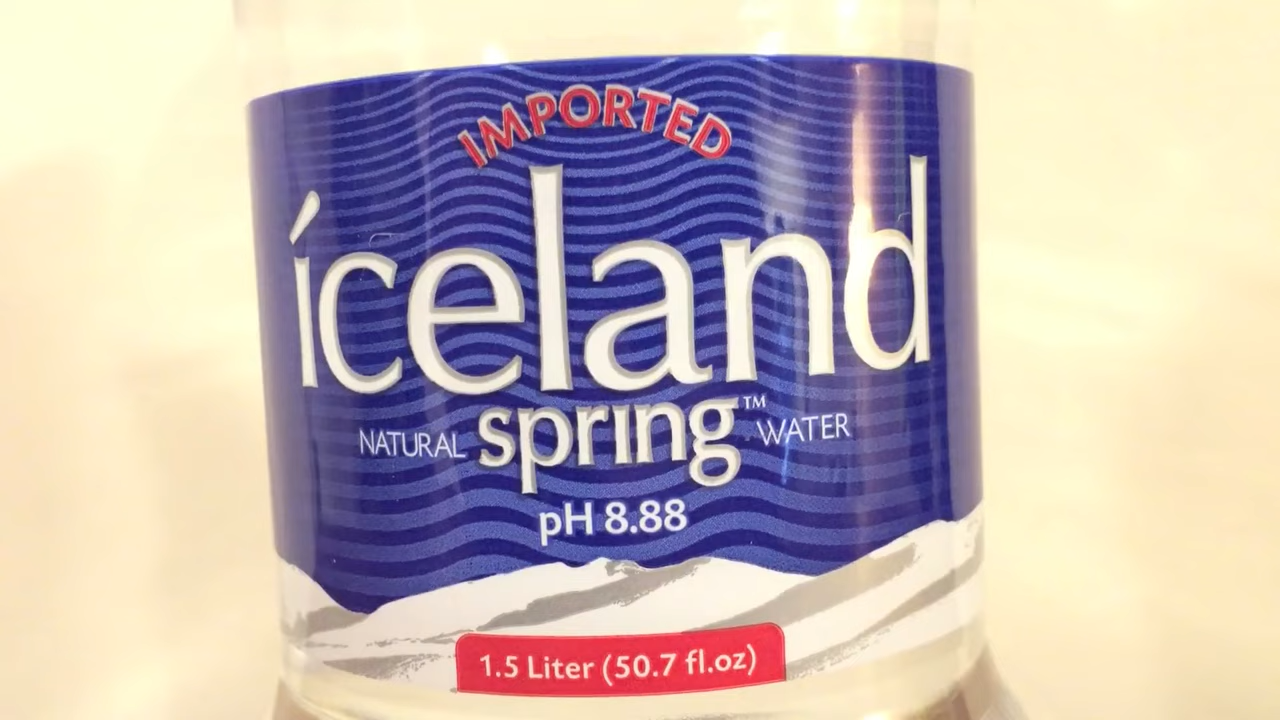 IMPORTED
íceland
NATURAL spring™ WATER
pH 8.88
1.5 Liter (50.7 fl.oz)